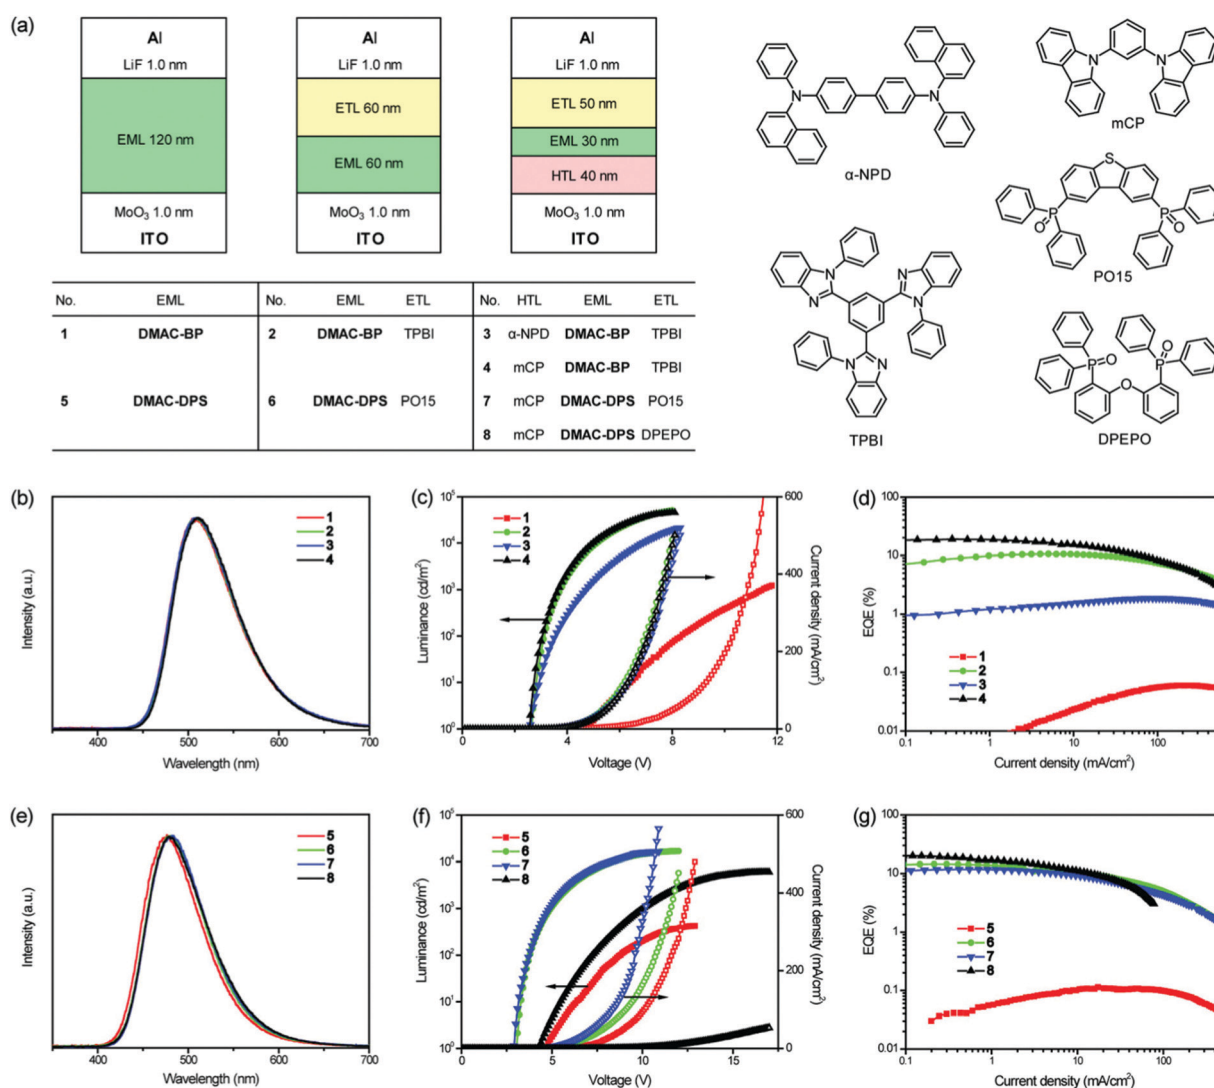 (a)
Al
LiF 1.0 nm
EML 120 nm
MoO3 1.0 nm
ITO
Al
LiF 1.0 nm
ETL 60 nm
EML 60 nm
MoO3 1.0 nm
ITO
Al
LiF 1.0 nm
ETL 50 nm
EML 30 nm
HTL 40 nm
MoO3 1.0 nm
ITO
No. EML No. EML ETL No. HTL EML ETL
1 DMAC-BP 2 DMAC-BP TPBI 3 α-NPD DMAC-BP TPBI
4 mCP DMAC-BP TPBI
5 DMAC-DPS 6 DMAC-DPS PO15 7 mCP DMAC-DPS PO15
8 mCP DMAC-DPS DPEPO
N
N
α-NPD
N
N
mCP
S
P
O
P
O
PO15
N
N
N
N
N
N
TPBI
O
P
O
P
O
DPEPO
(b)
Intensity (a.u.)
1
2
3
4
400 500 600 700
Wavelength (nm)
(c)
Luminance (cd/m2)
10^5
10^4
10^3
10^2
10^1
10^0
1
2
3
4
0 4 8 12
Voltage (V)
600
400
200
0
Current density (mA/cm2)
(d)
EQE (%)
100
10
1
0.1
0.01
1
2
3
4
0.1 1 10 100
Current density (mA/cm2)
(e)
Intensity (a.u.)
5
6
7
8
400 500 600 700
Wavelength (nm)
(f)
Luminance (cd/m2)
10^5
10^4
10^3
10^2
10^1
10^0
5
6
7
8
0 5 10 15
Voltage (V)
600
400
200
0
Current density (mA/cm2)
(g)
EQE (%)
100
10
1
0.1
0.01
5
6
7
8
0.1 1 10 100
Current density (mA/cm2)